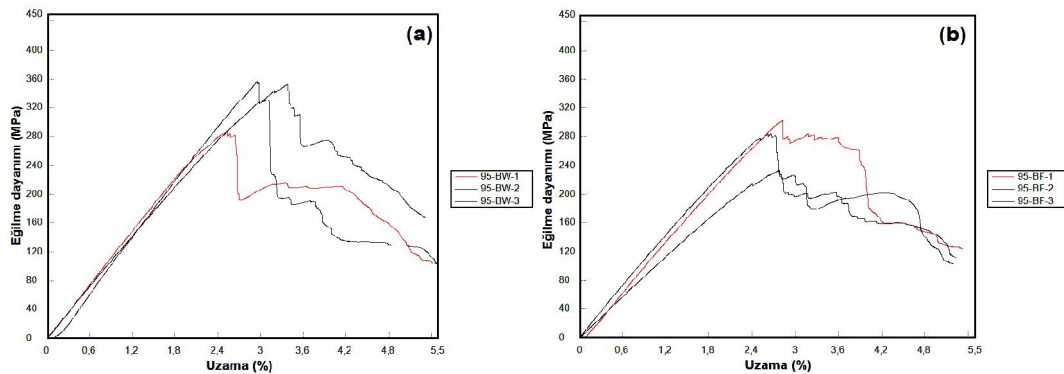 (a)
Eğilme dayanımı (MPa)
450
400
360
320
280
240
200
160
120
80
40
0
0 0,6 1,2 1,8 2,4 3 3,6 4,2 4,8 5,5
Uzama (%)
95-BW-1
95-BW-2
95-BW-3
(b)
Eğilme dayanımı (MPa)
450
400
360
320
280
240
200
160
120
80
40
0
0 0,6 1,2 1,8 2,4 3 3,6 4,2 4,8 5,5
Uzama (%)
95-BF-1
95-BF-2
95-BF-3